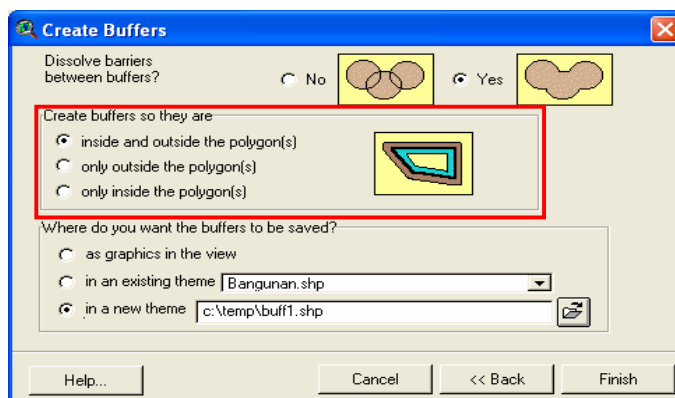 Create Buffers
Dissolve barriers
between buffers?
No
Yes
Create buffers so they are
inside and outside the polygon(s)
only outside the polygon(s)
only inside the polygon(s)
Where do you want the buffers to be saved?
as graphics in the view
in an existing theme
Bangunan.shp
in a new theme
c:\temp\buff1.shp
Help...
Cancel
<< Back
Finish